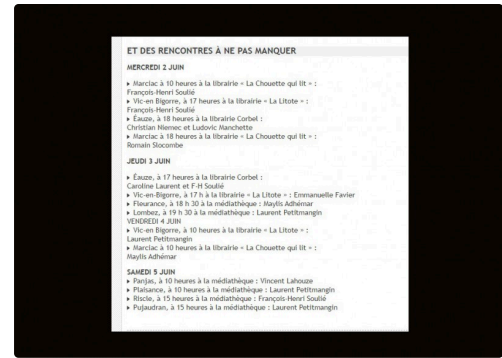 ET DES RENCONTRES À NE PAS MANQUER
MERCREDI 2 JUIN
▸ Marciac à 10 heures à la librairie « La Chouette qui lit » :
François-Henri Soulié
▸ Vic-en Bigorre, à 17 heures à la librairie « La Litote » :
François-Henri Soulié
▸ Éauze, à 18 heures à la librairie Corbel :
Christian Niemec et Ludovic Manchette
▸ Marciac à 18 heures à la librairie « La Chouette qui lit » :
Romain Slocombe
JEUDI 3 JUIN
▸ Éauze, à 17 heures à la librairie Corbel :
Caroline Laurent et F-H Soulié
▸ Vic-en-Bigorre, à 17 h à la librairie « La Litote » : Emmanuelle Favier
▸ Fleurance, à 18 h 30 à la médiathèque : Maylis Adhémar
▸ Lombez, à 19 h 30 à la médiathèque : Laurent Petitmangin
VENDREDI 4 JUIN
▸ Vic-en Bigorre, à 10 heures à la librairie « La Litote » :
Laurent Petitmangin
▸ Marciac à 10 heures à la librairie « La Chouette qui lit » :
Maylis Adhémar
SAMEDI 5 JUIN
▸ Panjas, à 10 heures à la médiathèque : Vincent Lahouze
▸ Plaisance, à 10 heures à la médiathèque : Laurent Petitmangin
▸ Riscle, à 15 heures à la médiathèque : François-Henri Soulié
▸ Pujaudran, à 15 heures à la médiathèque : Laurent Petitmangin